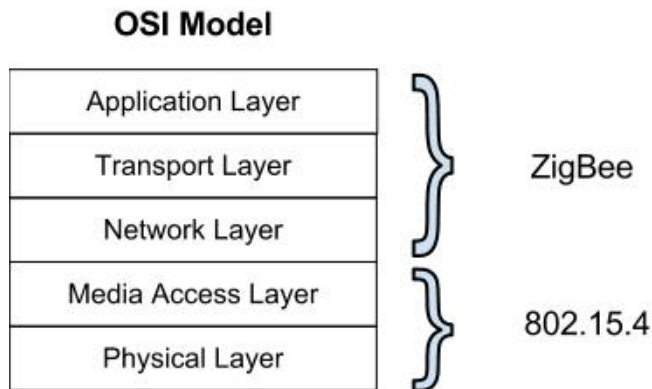 OSI Model
Application Layer
Transport Layer
Network Layer
ZigBee
Media Access Layer
Physical Layer
802.15.4